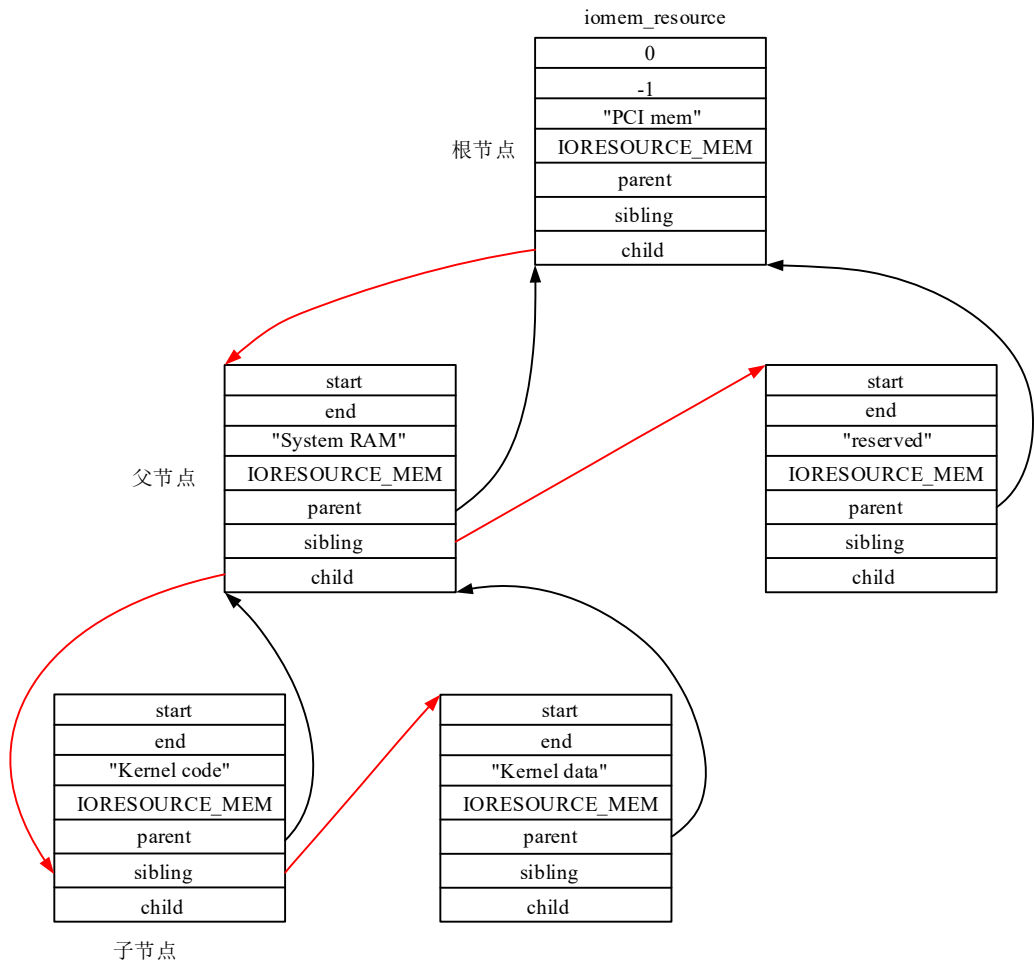 iomem_resource
0
-1
"PCI mem"
根节点
IORESOURCE_MEM
parent
sibling
child
start
end
"System RAM"
父节点
IORESOURCE_MEM
parent
sibling
child
start
end
"reserved"
IORESOURCE_MEM
parent
sibling
child
start
end
"Kernel code"
IORESOURCE_MEM
parent
sibling
child
子节点
start
end
"Kernel data"
IORESOURCE_MEM
parent
sibling
child